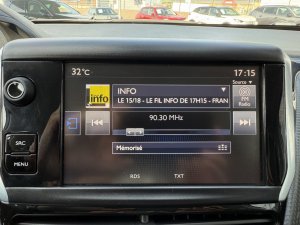 32°C
17:15
Source
info
INFO
LE 15/18 - LE FIL INFO DE 17H15 - FRAN
FM
Radio
90.30 MHz
SRC
MENU
Mémorisé
RDS TXT